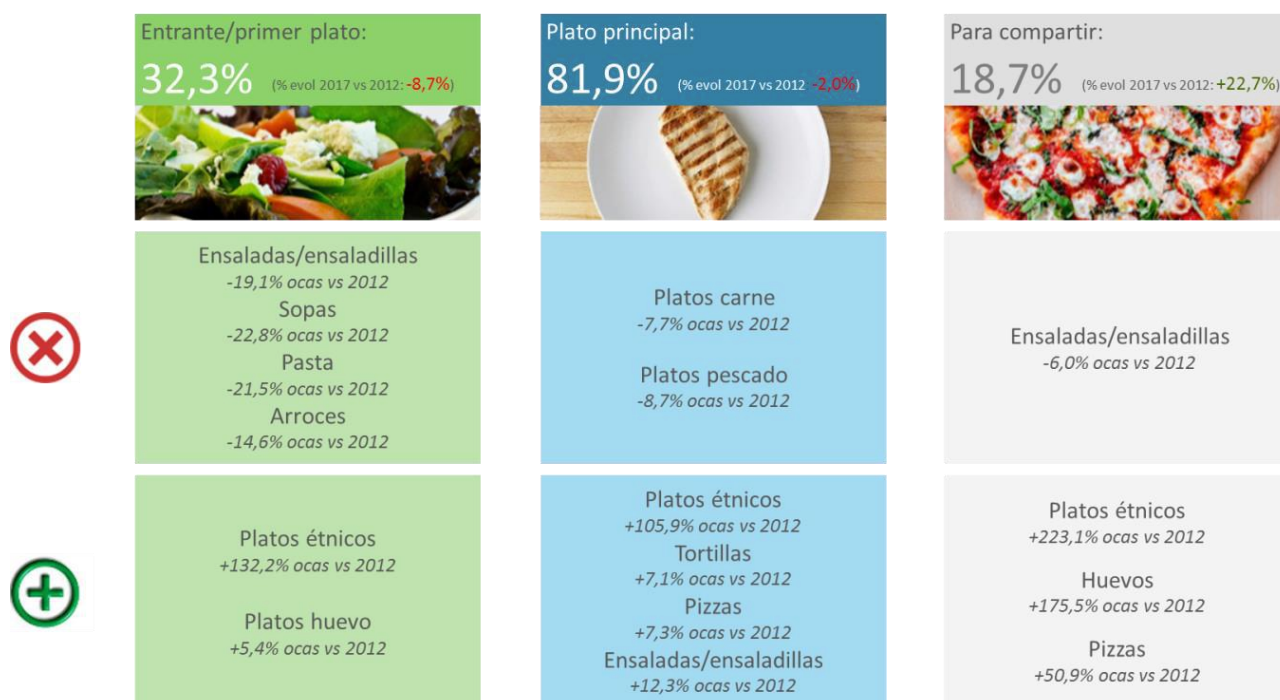 Entrante/primer plato:
32,3% (% evol 2017 vs 2012: -8,7%)
Plato principal:
81,9% (% evol 2017 vs 2012 -2,0%)
Para compartir:
18,7% (% evol 2017 vs 2012: +22,7%)
Ensaladas/ensaladillas
-19,1% ocas vs 2012
Sopas
-22,8% ocas vs 2012
Pasta
-21,5% ocas vs 2012
Arroces
-14,6% ocas vs 2012
Platos carne
-7,7% ocas vs 2012
Platos pescado
-8,7% ocas vs 2012
Ensaladas/ensaladillas
-6,0% ocas vs 2012
Platos étnicos
+132,2% ocas vs 2012
Platos huevo
+5,4% ocas vs 2012
Platos étnicos
+105,9% ocas vs 2012
Tortillas
+7,1% ocas vs 2012
Pizzas
+7,3% ocas vs 2012
Ensaladas/ensaladillas
+12,3% ocas vs 2012
Platos étnicos
+223,1% ocas vs 2012
Huevos
+175,5% ocas vs 2012
Pizzas
+50,9% ocas vs 2012